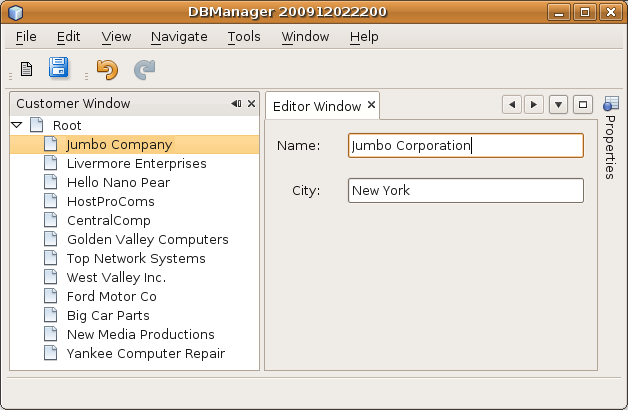 DBManager 200912022200
File Edit View Navigate Tools Window Help
Customer Window
Root
Jumbo Company
Livermore Enterprises
Hello Nano Pear
HostProComs
CentralComp
Golden Valley Computers
Top Network Systems
West Valley Inc.
Ford Motor Co
Big Car Parts
New Media Productions
Yankee Computer Repair
Editor Window
Name: Jumbo Corporation
City: New York
Properties